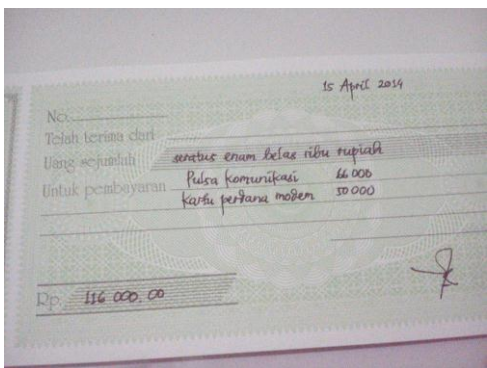 15 April 2014
No.
Telah terima dari
Uang sejumlah seratus enam belas ribu rupiah
Untuk pembayaran Pulsa komunikasi 66 000
kartu perdana modem 50 000
Rp. 116 000, 00